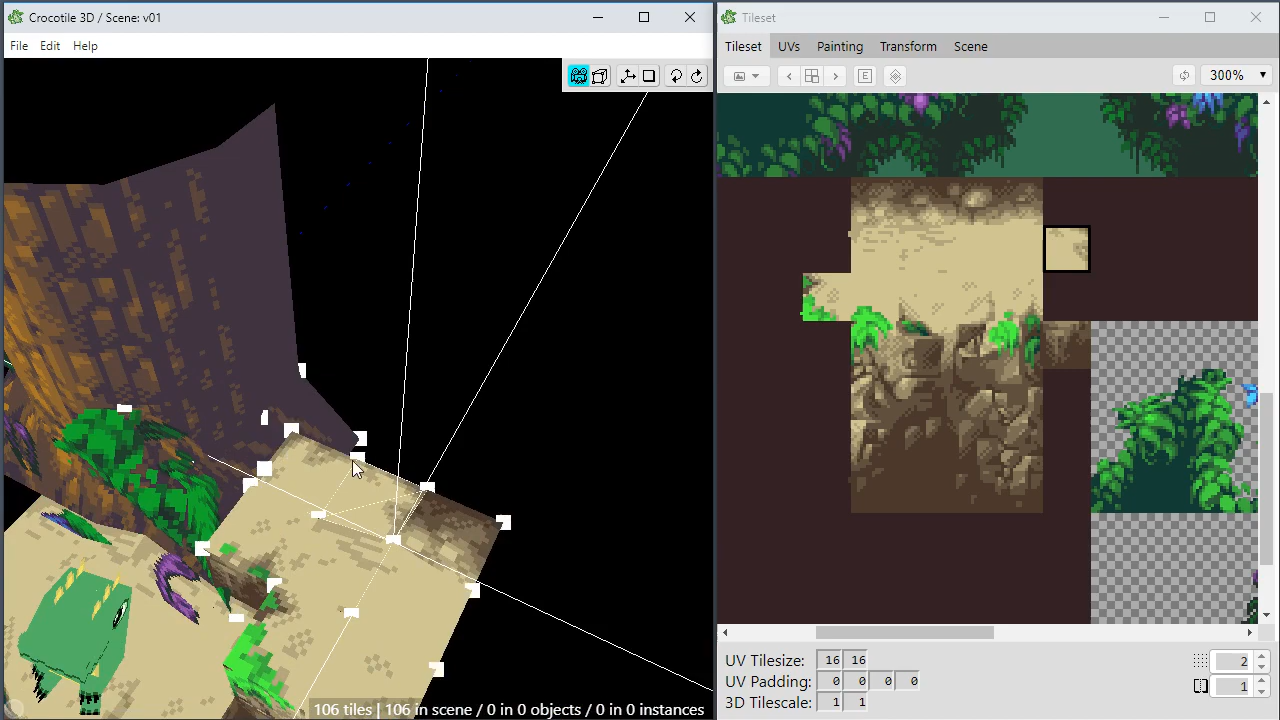 Crocotile 3D / Scene: v01
File Edit Help
106 tiles | 106 in scene / 0 in 0 objects / 0 in 0 instances
Tileset
Tileset UVs Painting Transform Scene
E 300%
UV Tilesize: 16 16
UV Padding: 0 0 0 0
3D Tilescale: 1 1
2
1